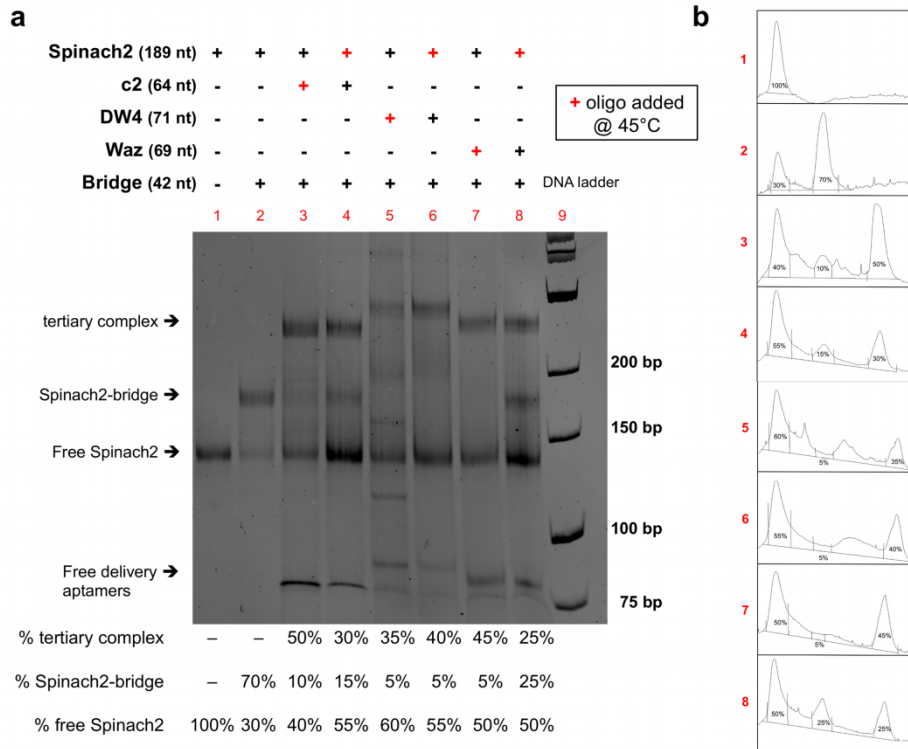 a
Spinach2 (189 nt) + + + + + + + +
c2 (64 nt) - - + + - - - -
DW4 (71 nt) - - - - + + - -
Waz (69 nt) - - - - - - + +
Bridge (42 nt) - + + + + + + + DNA ladder
1 2 3 4 5 6 7 8 9
+ oligo added
@ 45°C
tertiary complex →
Spinach2-bridge →
Free Spinach2 →
Free delivery
aptamers →
200 bp
150 bp
100 bp
75 bp
% tertiary complex – – 50% 30% 35% 40% 45% 25%
% Spinach2-bridge – 70% 10% 15% 5% 5% 5% 25%
% free Spinach2 100% 30% 40% 55% 60% 55% 50% 50%
b
1
100%
2
30% 70%
3
40% 10% 50%
4
55% 15% 30%
5
60% 5% 35%
6
55% 5% 40%
7
50% 5% 45%
8
50% 25% 25%